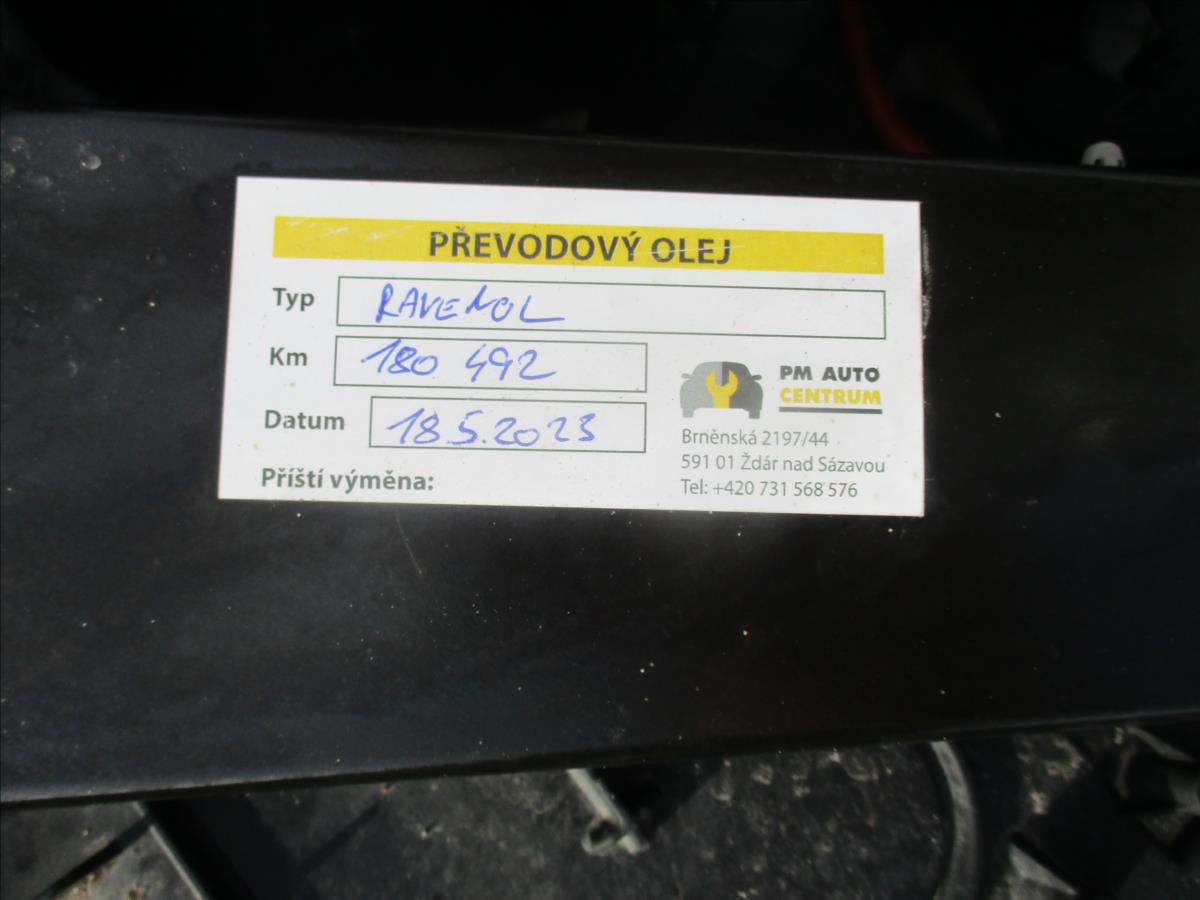 PŘEVODOVÝ OLEJ
Typ RAVENOL
Km 180 492
Datum 18.5.2023
Příští výměna:
PM AUTO
CENTRUM
Brněnská 2197/44
591 01 Ždár nad Sázavou
Tel: +420 731 568 576